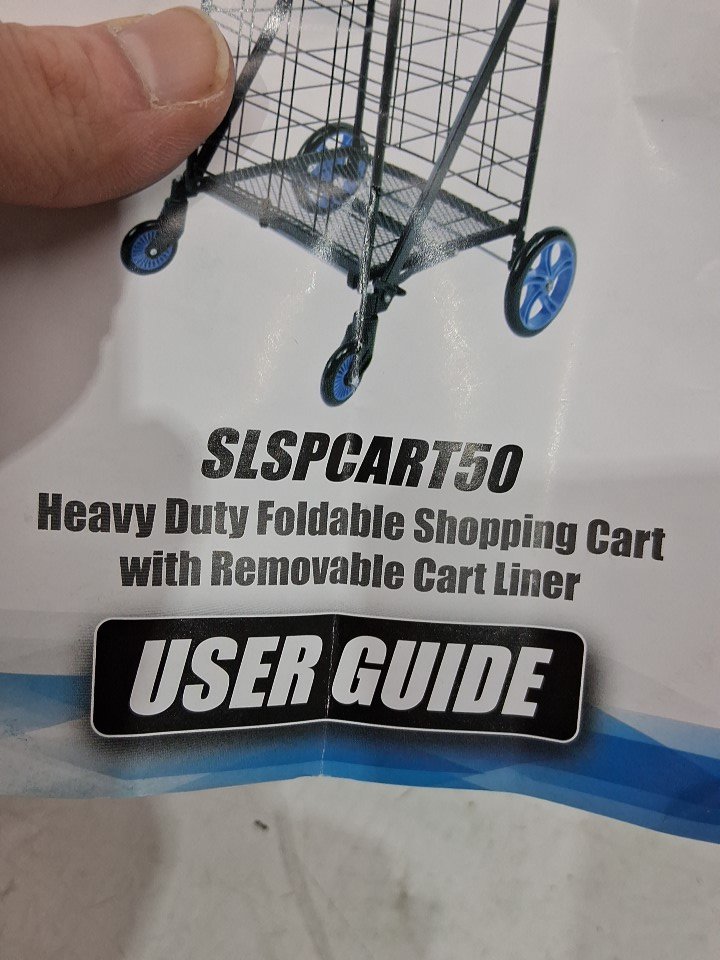 SLSPCART50
Heavy Duty Foldable Shopping Cart
with Removable Cart Liner
USER GUIDE